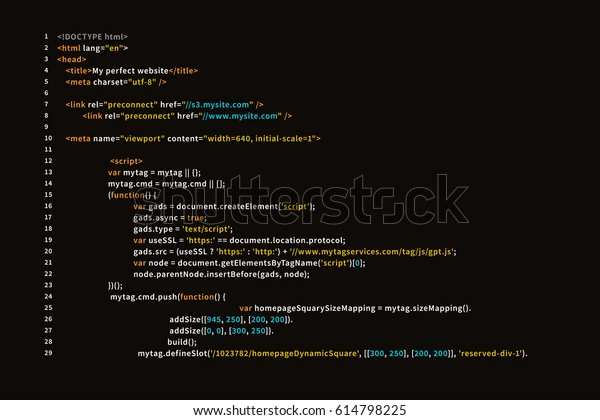 1 <!DOCTYPE html>
2 <html lang="en">
3 <head>
4 <title>My perfect website</title>
5 <meta charset="utf-8" />
6
7 <link rel="preconnect" href="//s3.mysite.com" />
8 <link rel="preconnect" href="//www.mysite.com" />
9
10 <meta name="viewport" content="width=640, initial-scale=1">
11
12 <script>
13 var mytag = mytag || {};
14 mytag.cmd = mytag.cmd || [];
15 (function() {
16 var gads = document.createElement('script');
17 gads.async = true;
18 gads.type = 'text/script';
19 var useSSL = 'https:' == document.location.protocol;
20 gads.src = (useSSL ? 'https:' : 'http:') + '//www.mytagservices.com/tag/js/gpt.js';
21 var node = document.getElementsByTagName('script')[0];
22 node.parentNode.insertBefore(gads, node);
23 })();
24 mytag.cmd.push(function() {
25 var homepageSquarySizeMapping = mytag.sizeMapping().
26 addSize([945, 250], [200, 200]).
27 addSize([0, 0], [300, 250]).
28 build();
29 mytag.defineSlot('/1023782/homepageDynamicSquare', [[300, 250], [200, 200]], 'reserved-div-1').
shutterstock
shutterstock.com · 614798225